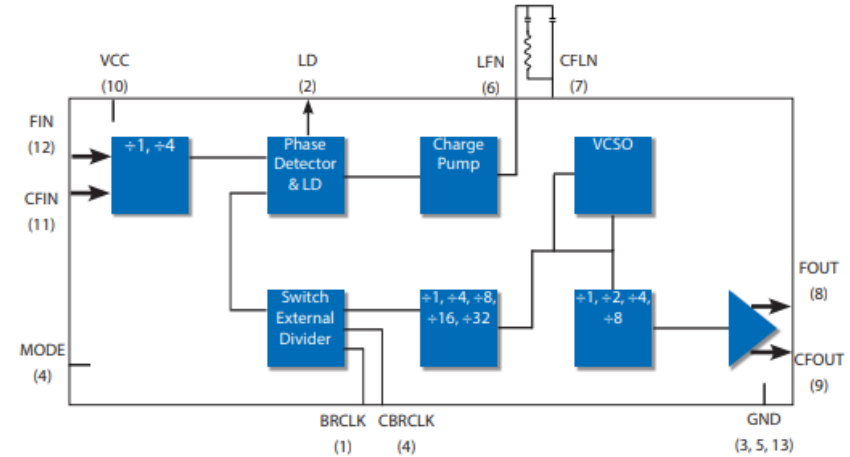 VCC
(10)
LD
(2)
LFN
(6)
CFLN
(7)
FIN
(12)
CFIN
(11)
÷1, ÷4
Phase
Detector
& LD
Charge
Pump
VCSO
Switch
External
Divider
÷1, ÷4, ÷8,
÷16, ÷32
÷1, ÷2, ÷4,
÷8
FOUT
(8)
CFOUT
(9)
MODE
(4)
BRCLK
(1)
CBRCLK
(4)
GND
(3, 5, 13)